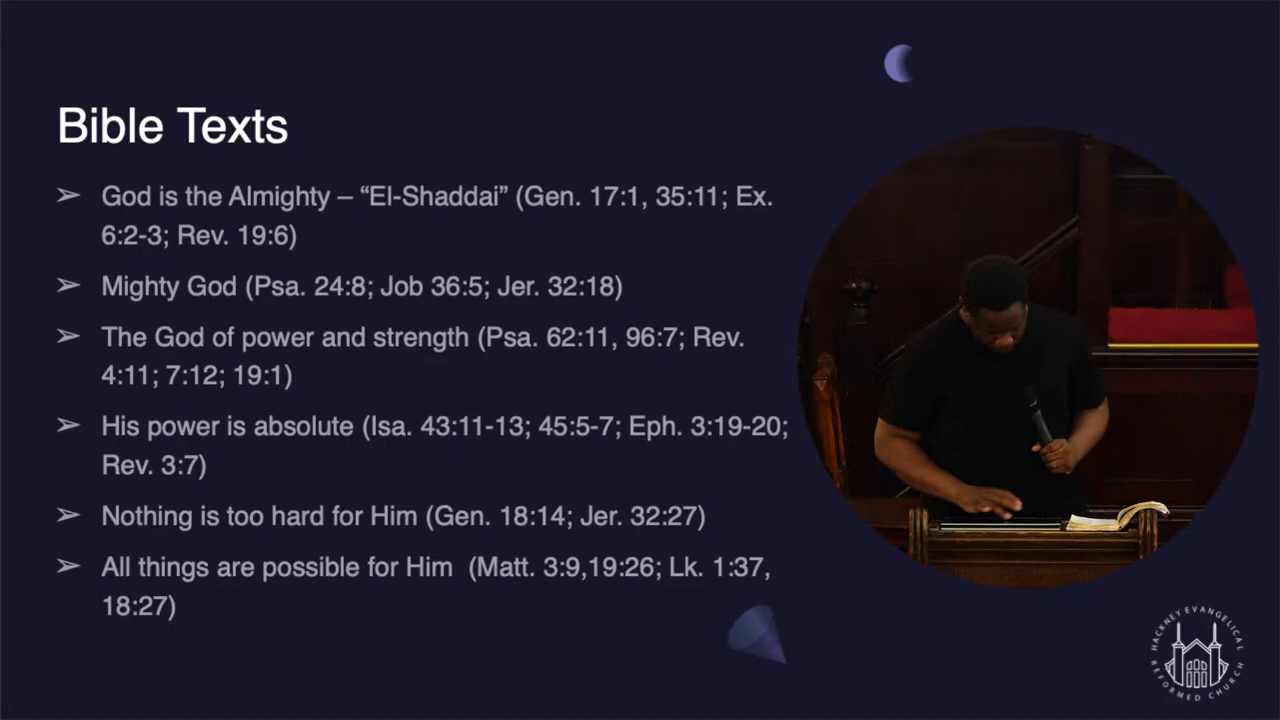 Bible Texts
➢ God is the Almighty – “El-Shaddai” (Gen. 17:1, 35:11; Ex.
6:2-3; Rev. 19:6)
➢ Mighty God (Psa. 24:8; Job 36:5; Jer. 32:18)
➢ The God of power and strength (Psa. 62:11, 96:7; Rev.
4:11; 7:12; 19:1)
➢ His power is absolute (Isa. 43:11-13; 45:5-7; Eph. 3:19-20;
Rev. 3:7)
➢ Nothing is too hard for Him (Gen. 18:14; Jer. 32:27)
➢ All things are possible for Him  (Matt. 3:9,19:26; Lk. 1:37,
18:27)
HACKNEY EVANGELICAL
REFORMED CHURCH